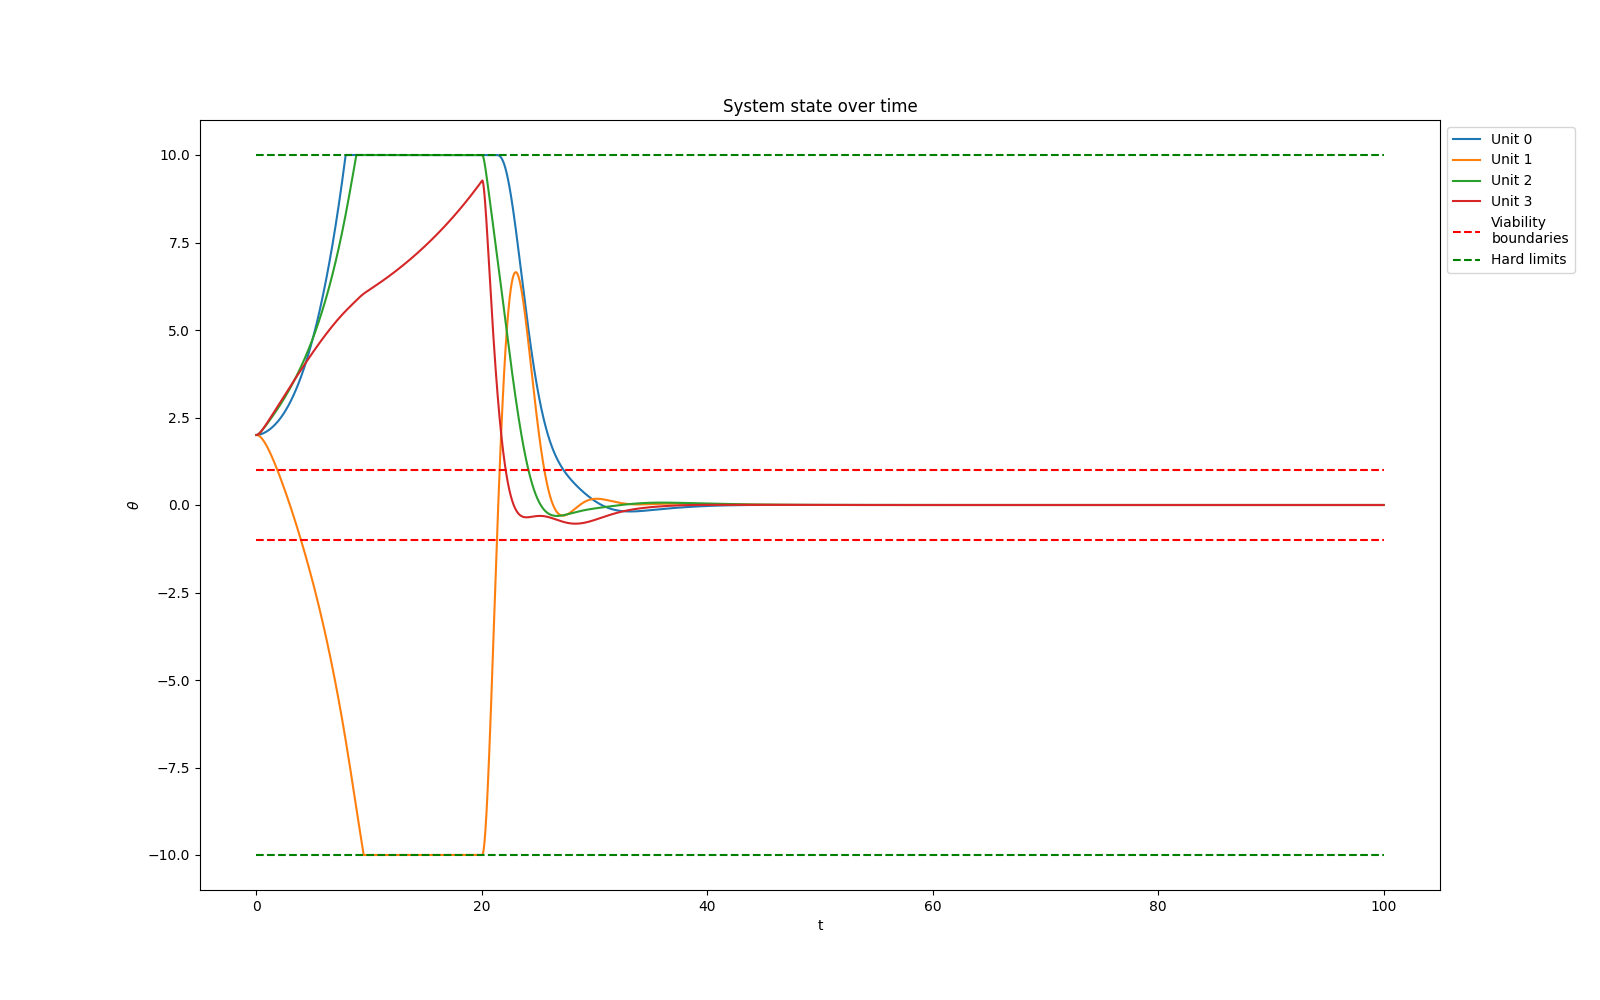 System state over time
10.0
7.5
5.0
2.5
0.0
−2.5
−5.0
−7.5
−10.0
θ
0
20
40
60
80
100
t
Unit 0
Unit 1
Unit 2
Unit 3
Viability
boundaries
Hard limits